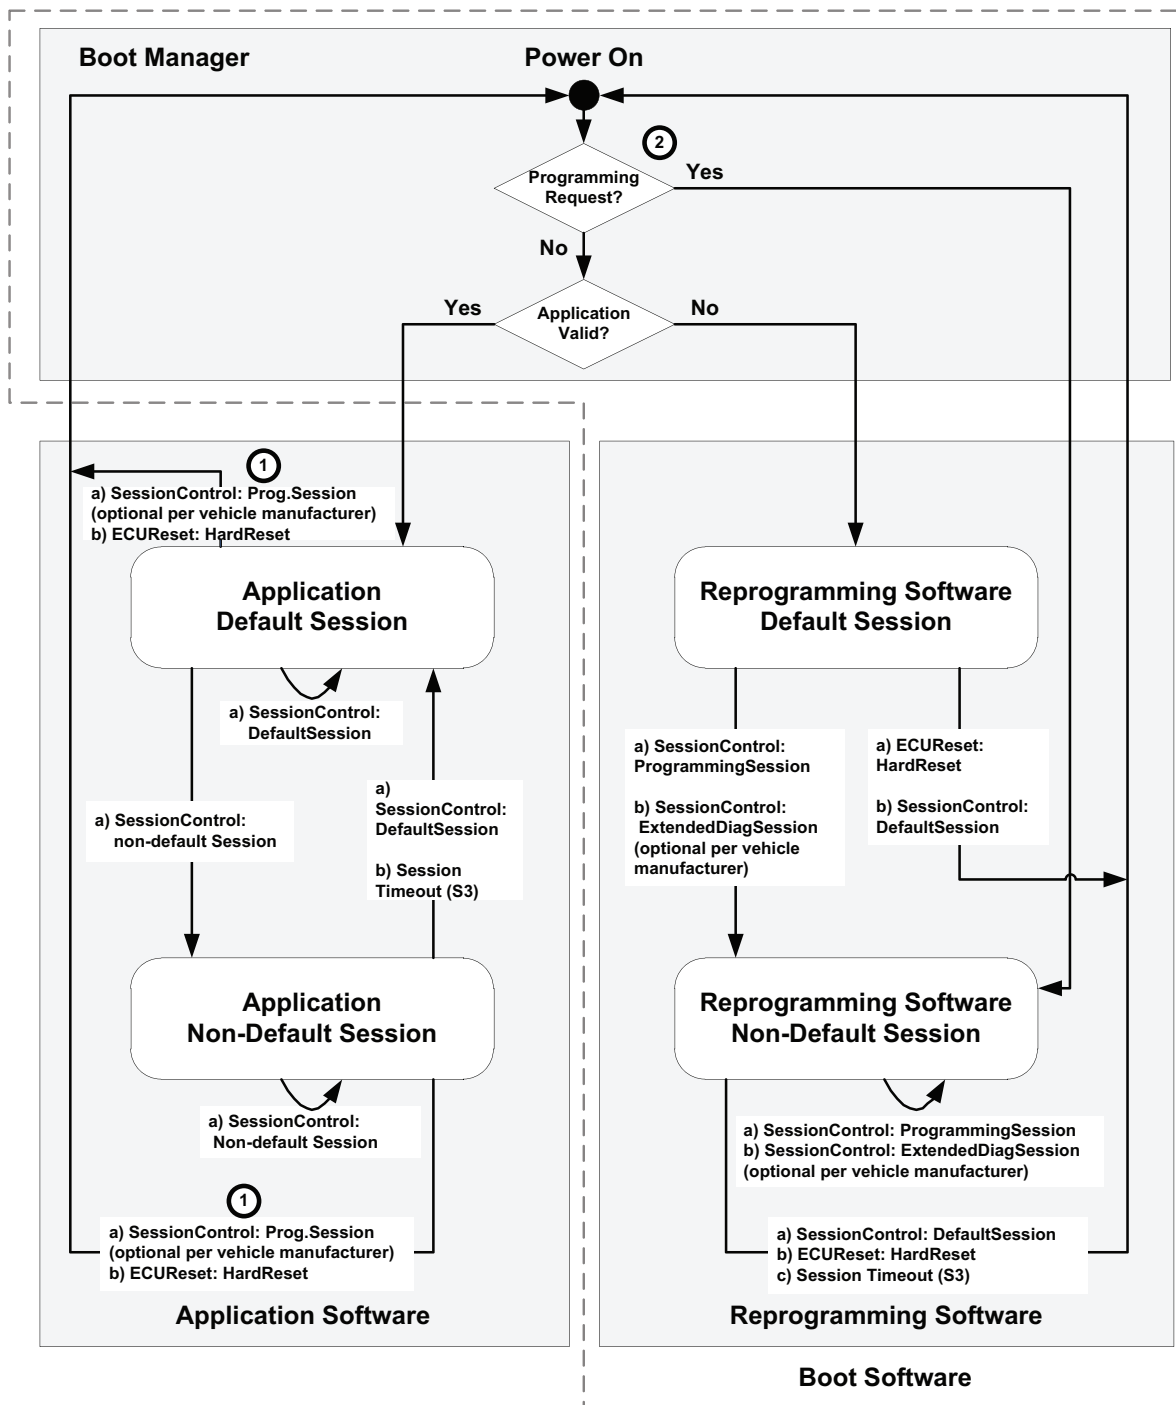 Boot Manager
Power On
2
Programming
Request?
Yes
No
Application
Valid?
Yes
No
1
a) SessionControl: Prog.Session
(optional per vehicle manufacturer)
b) ECUReset: HardReset
Application
Default Session
a) SessionControl:
DefaultSession
a)
SessionControl:
DefaultSession
b) Session
Timeout (S3)
a) SessionControl:
non-default Session
Application
Non-Default Session
a) SessionControl:
Non-default Session
1
a) SessionControl: Prog.Session
(optional per vehicle manufacturer)
b) ECUReset: HardReset
Application Software
Reprogramming Software
Default Session
a) SessionControl:
ProgrammingSession
b) SessionControl:
ExtendedDiagSession
(optional per vehicle
manufacturer)
a) ECUReset:
HardReset
b) SessionControl:
DefaultSession
Reprogramming Software
Non-Default Session
a) SessionControl: ProgrammingSession
b) SessionControl: ExtendedDiagSession
(optional per vehicle manufacturer)
a) SessionControl: DefaultSession
b) ECUReset: HardReset
c) Session Timeout (S3)
Reprogramming Software
Boot Software